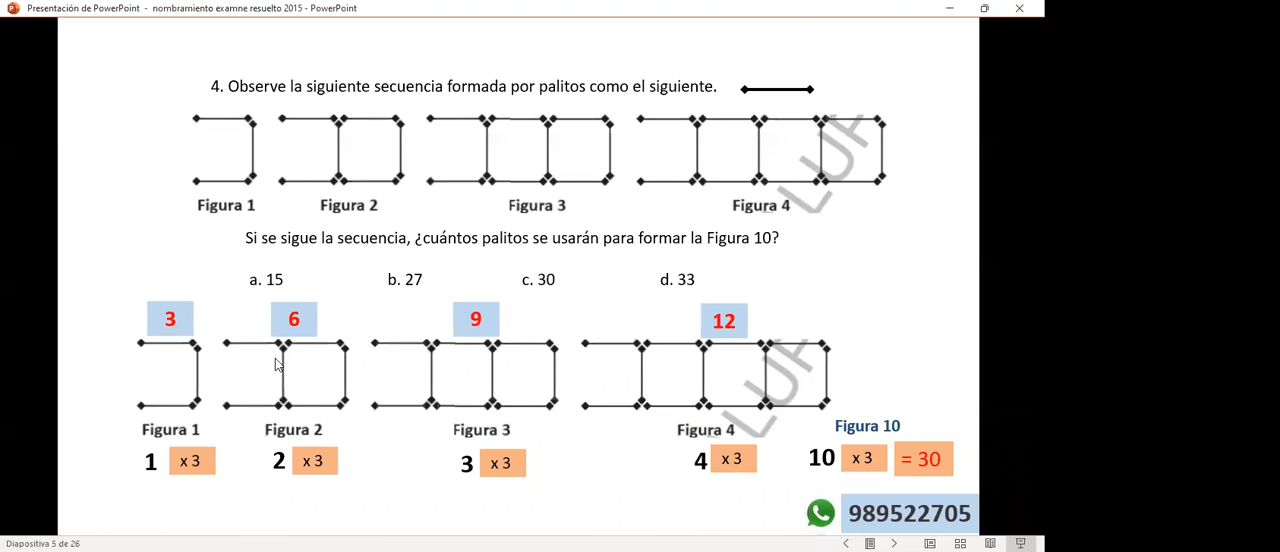 Presentación de PowerPoint - nombramiento examne resuelto 2015 - PowerPoint
4. Observe la siguiente secuencia formada por palitos como el siguiente.
LUF
Figura 1 Figura 2 Figura 3 Figura 4
Si se sigue la secuencia, ¿cuántos palitos se usarán para formar la Figura 10?
a. 15 b. 27 c. 30 d. 33
3 6 9 12
LUF
Figura 1 Figura 2 Figura 3 Figura 4 Figura 10
1 x 3 2 x 3 3 x 3 4 x 3 10 x 3 = 30
989522705
Diapositiva 5 de 26